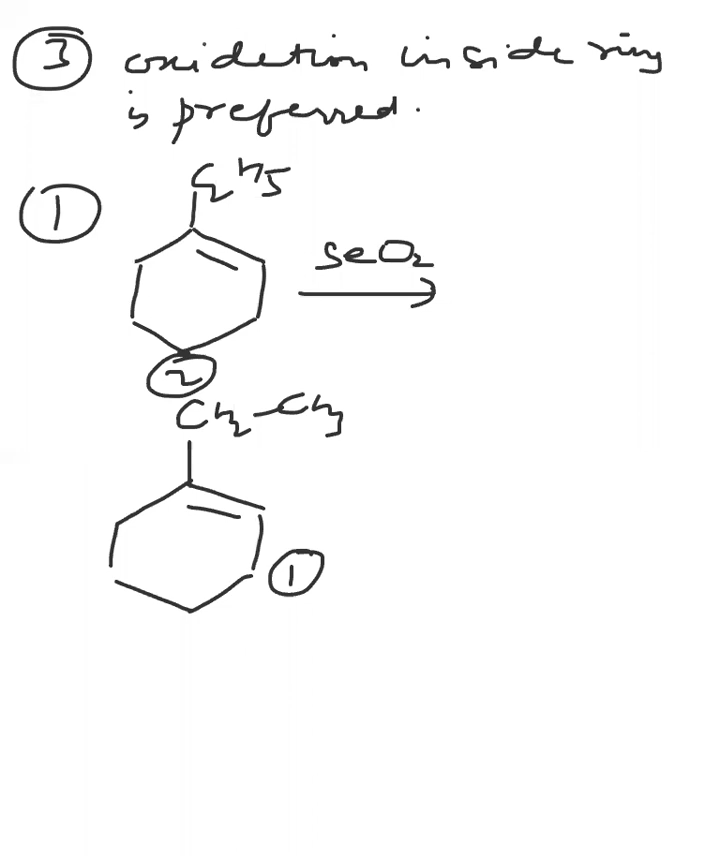 ③ oxidation inside ring
is preferred.
① C2H5
SeO2
②
CH2-CH3
①